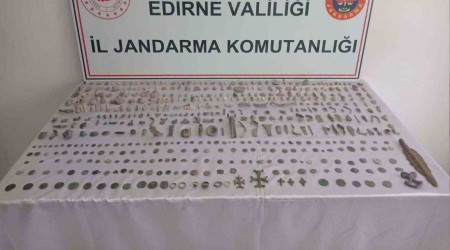 EDİRNE VALİLİĞİ
İL JANDARMA KOMUTANLIĞI